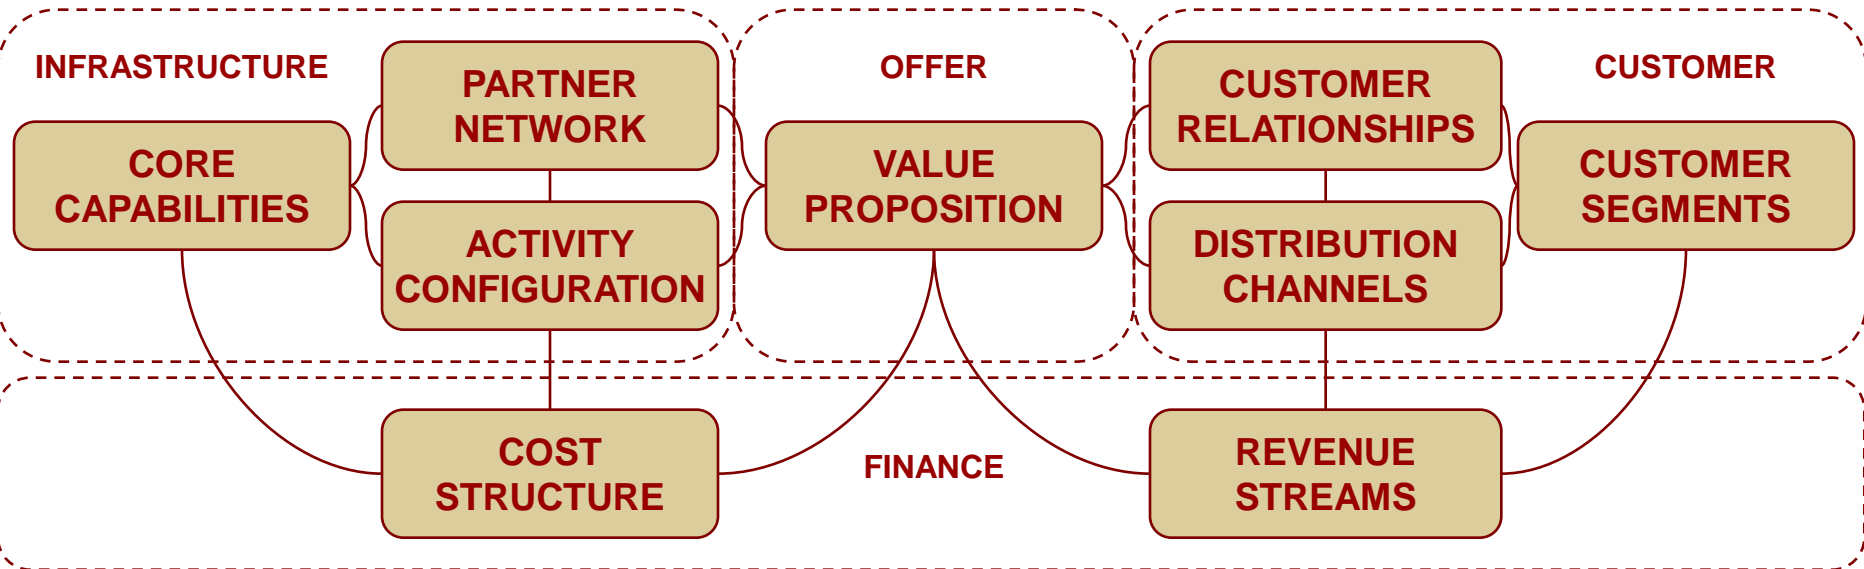 INFRASTRUCTURE
CORE
CAPABILITIES
PARTNER
NETWORK
ACTIVITY
CONFIGURATION
OFFER
VALUE
PROPOSITION
CUSTOMER
RELATIONSHIPS
DISTRIBUTION
CHANNELS
CUSTOMER
CUSTOMER
SEGMENTS
COST
STRUCTURE
FINANCE
REVENUE
STREAMS